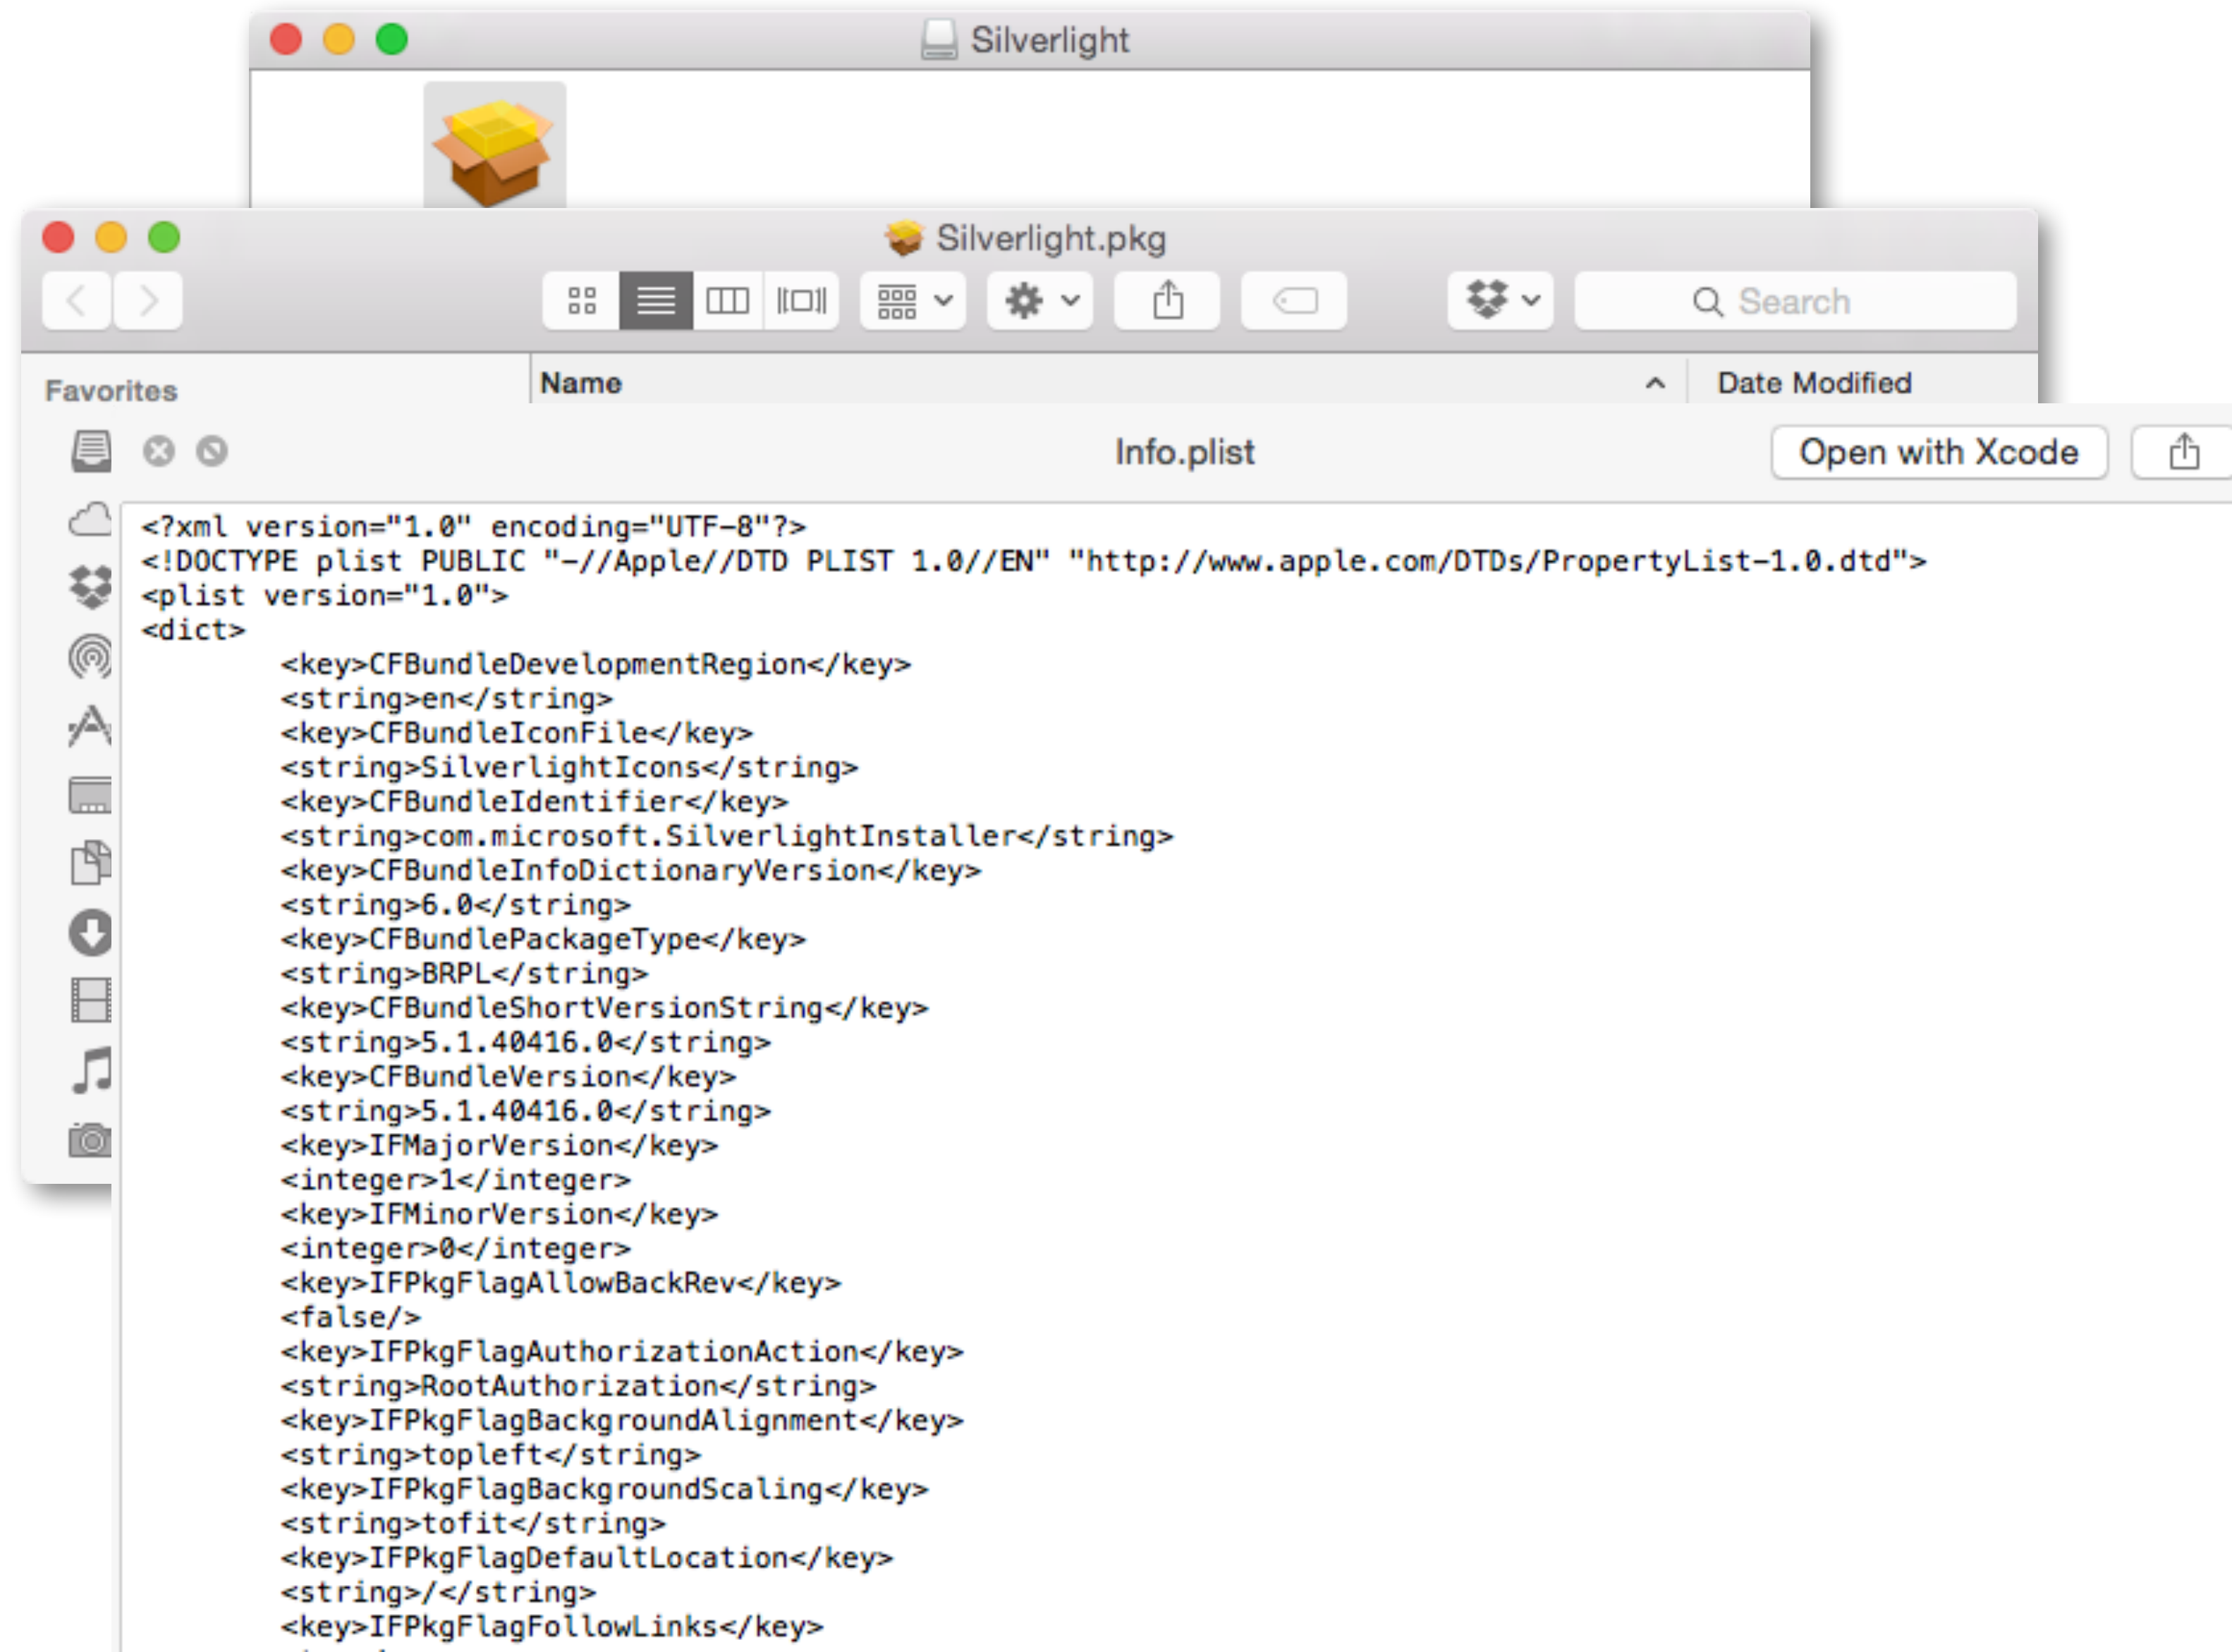 Silverlight
Silverlight.pkg
Search
Favorites
Name
Date Modified
Info.plist
Open with Xcode
<?xml version="1.0" encoding="UTF-8"?>
<!DOCTYPE plist PUBLIC "-//Apple//DTD PLIST 1.0//EN" "http://www.apple.com/DTDs/PropertyList-1.0.dtd">
<plist version="1.0">
<dict>
<key>CFBundleDevelopmentRegion</key>
<string>en</string>
<key>CFBundleIconFile</key>
<string>SilverlightIcons</string>
<key>CFBundleIdentifier</key>
<string>com.microsoft.SilverlightInstaller</string>
<key>CFBundleInfoDictionaryVersion</key>
<string>6.0</string>
<key>CFBundlePackageType</key>
<string>BRPL</string>
<key>CFBundleShortVersionString</key>
<string>5.1.40416.0</string>
<key>CFBundleVersion</key>
<string>5.1.40416.0</string>
<key>IFMajorVersion</key>
<integer>1</integer>
<key>IFMinorVersion</key>
<integer>0</integer>
<key>IFPkgFlagAllowBackRev</key>
<false/>
<key>IFPkgFlagAuthorizationAction</key>
<string>RootAuthorization</string>
<key>IFPkgFlagBackgroundAlignment</key>
<string>topleft</string>
<key>IFPkgFlagBackgroundScaling</key>
<string>tofit</string>
<key>IFPkgFlagDefaultLocation</key>
<string>/</string>
<key>IFPkgFlagFollowLinks</key>